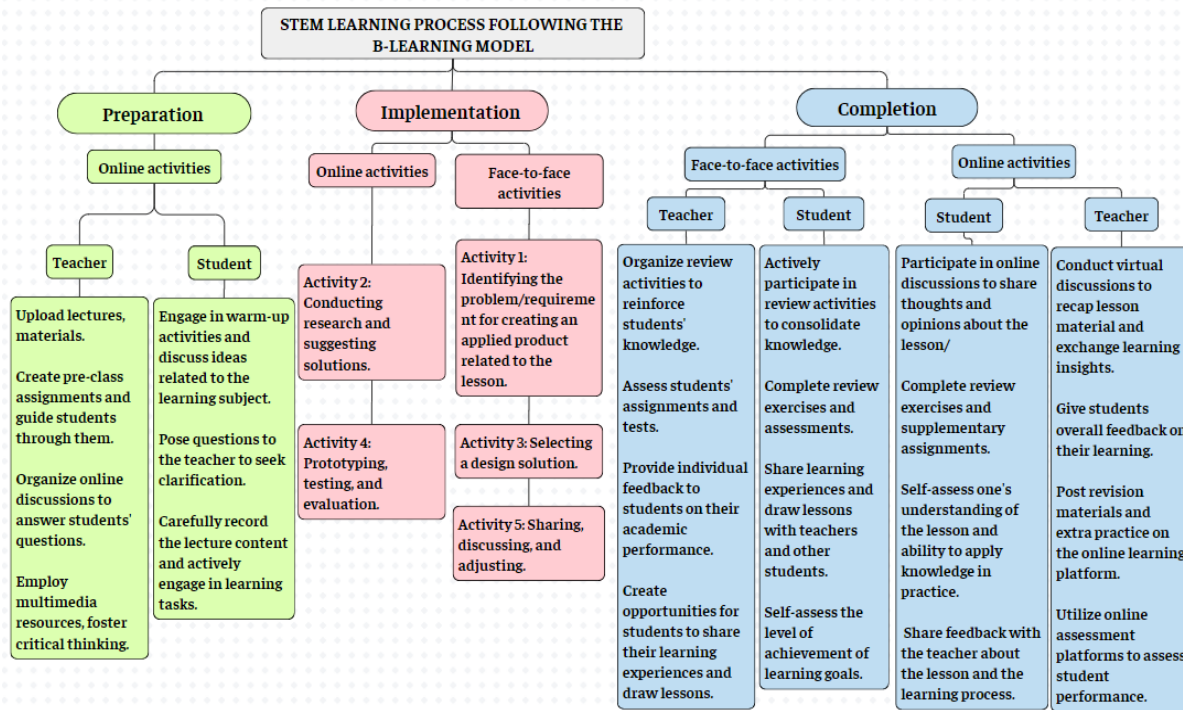 STEM LEARNING PROCESS FOLLOWING THE
B-LEARNING MODEL
Preparation
Online activities
Teacher
Upload lectures,
materials.
Create pre-class
assignments and
guide students
through them.
Organize online
discussions to
answer students'
questions.
Employ
multimedia
resources, foster
critical thinking.
Student
Engage in warm-up
activities and
discuss ideas
related to the
learning subject.
Pose questions to
the teacher to seek
clarification.
Carefully record
the lecture content
and actively
engage in learning
tasks.
Implementation
Online activities
Activity 2:
Conducting
research and
suggesting
solutions.
Activity 4:
Prototyping,
testing, and
evaluation.
Face-to-face
activities
Activity 1:
Identifying the
problem/requireme
nt for creating an
applied product
related to the
lesson.
Activity 3: Selecting
a design solution.
Activity 5: Sharing,
discussing, and
adjusting.
Completion
Face-to-face activities
Teacher
Organize review
activities to
reinforce
students'
knowledge.
Assess students'
assignments and
tests.
Provide individual
feedback to
students on their
academic
performance.
Create
opportunities for
students to share
their learning
experiences and
draw lessons.
Student
Actively
participate in
review activities
to consolidate
knowledge.
Complete review
exercises and
assessments.
Share learning
experiences and
draw lessons
with teachers
and other
students.
Self-assess the
level of
achievement of
learning goals.
Online activities
Student
Participate in online
discussions to share
thoughts and
opinions about the
lesson/
Complete review
exercises and
supplementary
assignments.
Self-assess one's
understanding of
the lesson and
ability to apply
knowledge in
practice.
Share feedback with
the teacher about
the lesson and the
learning process.
Teacher
Conduct virtual
discussions to
recap lesson
material and
exchange learning
insights.
Give students
overall feedback on
their learning.
Post revision
materials and
extra practice on
the online learning
platform.
Utilize online
assessment
platforms to assess
student
performance.